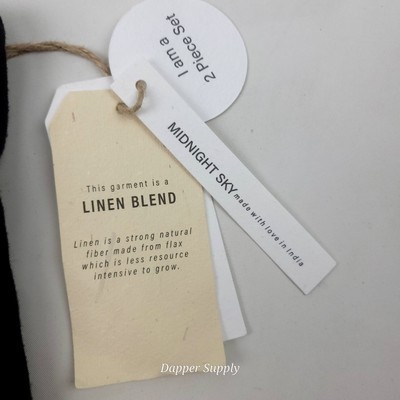 I am a
2 Piece Set
MIDNIGHT SKY
made with love in India
This garment is a
LINEN BLEND
Linen is a strong natural
fiber made from flax
which is less resource
intensive to grow.
Dapper Supply